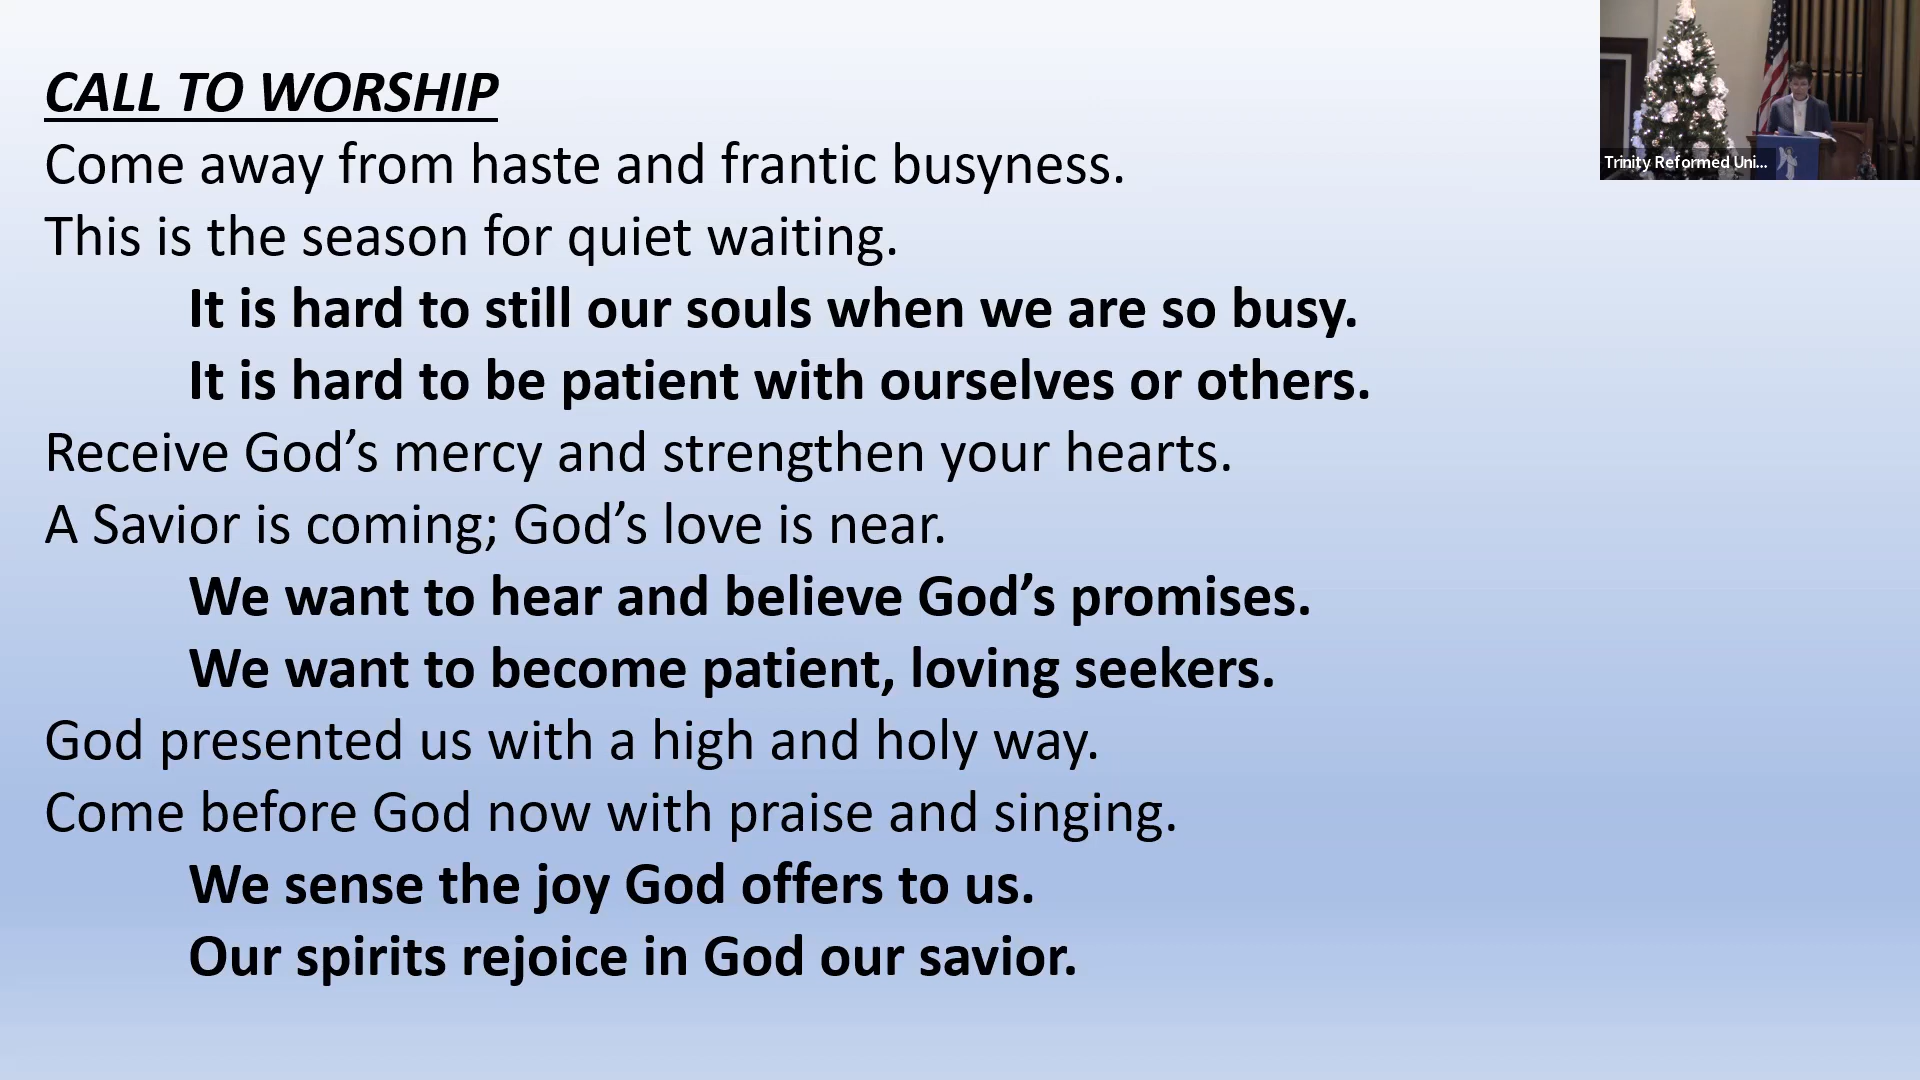 CALL TO WORSHIP
Come away from haste and frantic busyness.
This is the season for quiet waiting.
It is hard to still our souls when we are so busy.
It is hard to be patient with ourselves or others.
Receive God’s mercy and strengthen your hearts.
A Savior is coming; God’s love is near.
We want to hear and believe God’s promises.
We want to become patient, loving seekers.
God presented us with a high and holy way.
Come before God now with praise and singing.
We sense the joy God offers to us.
Our spirits rejoice in God our savior.
Trinity Reformed Uni...